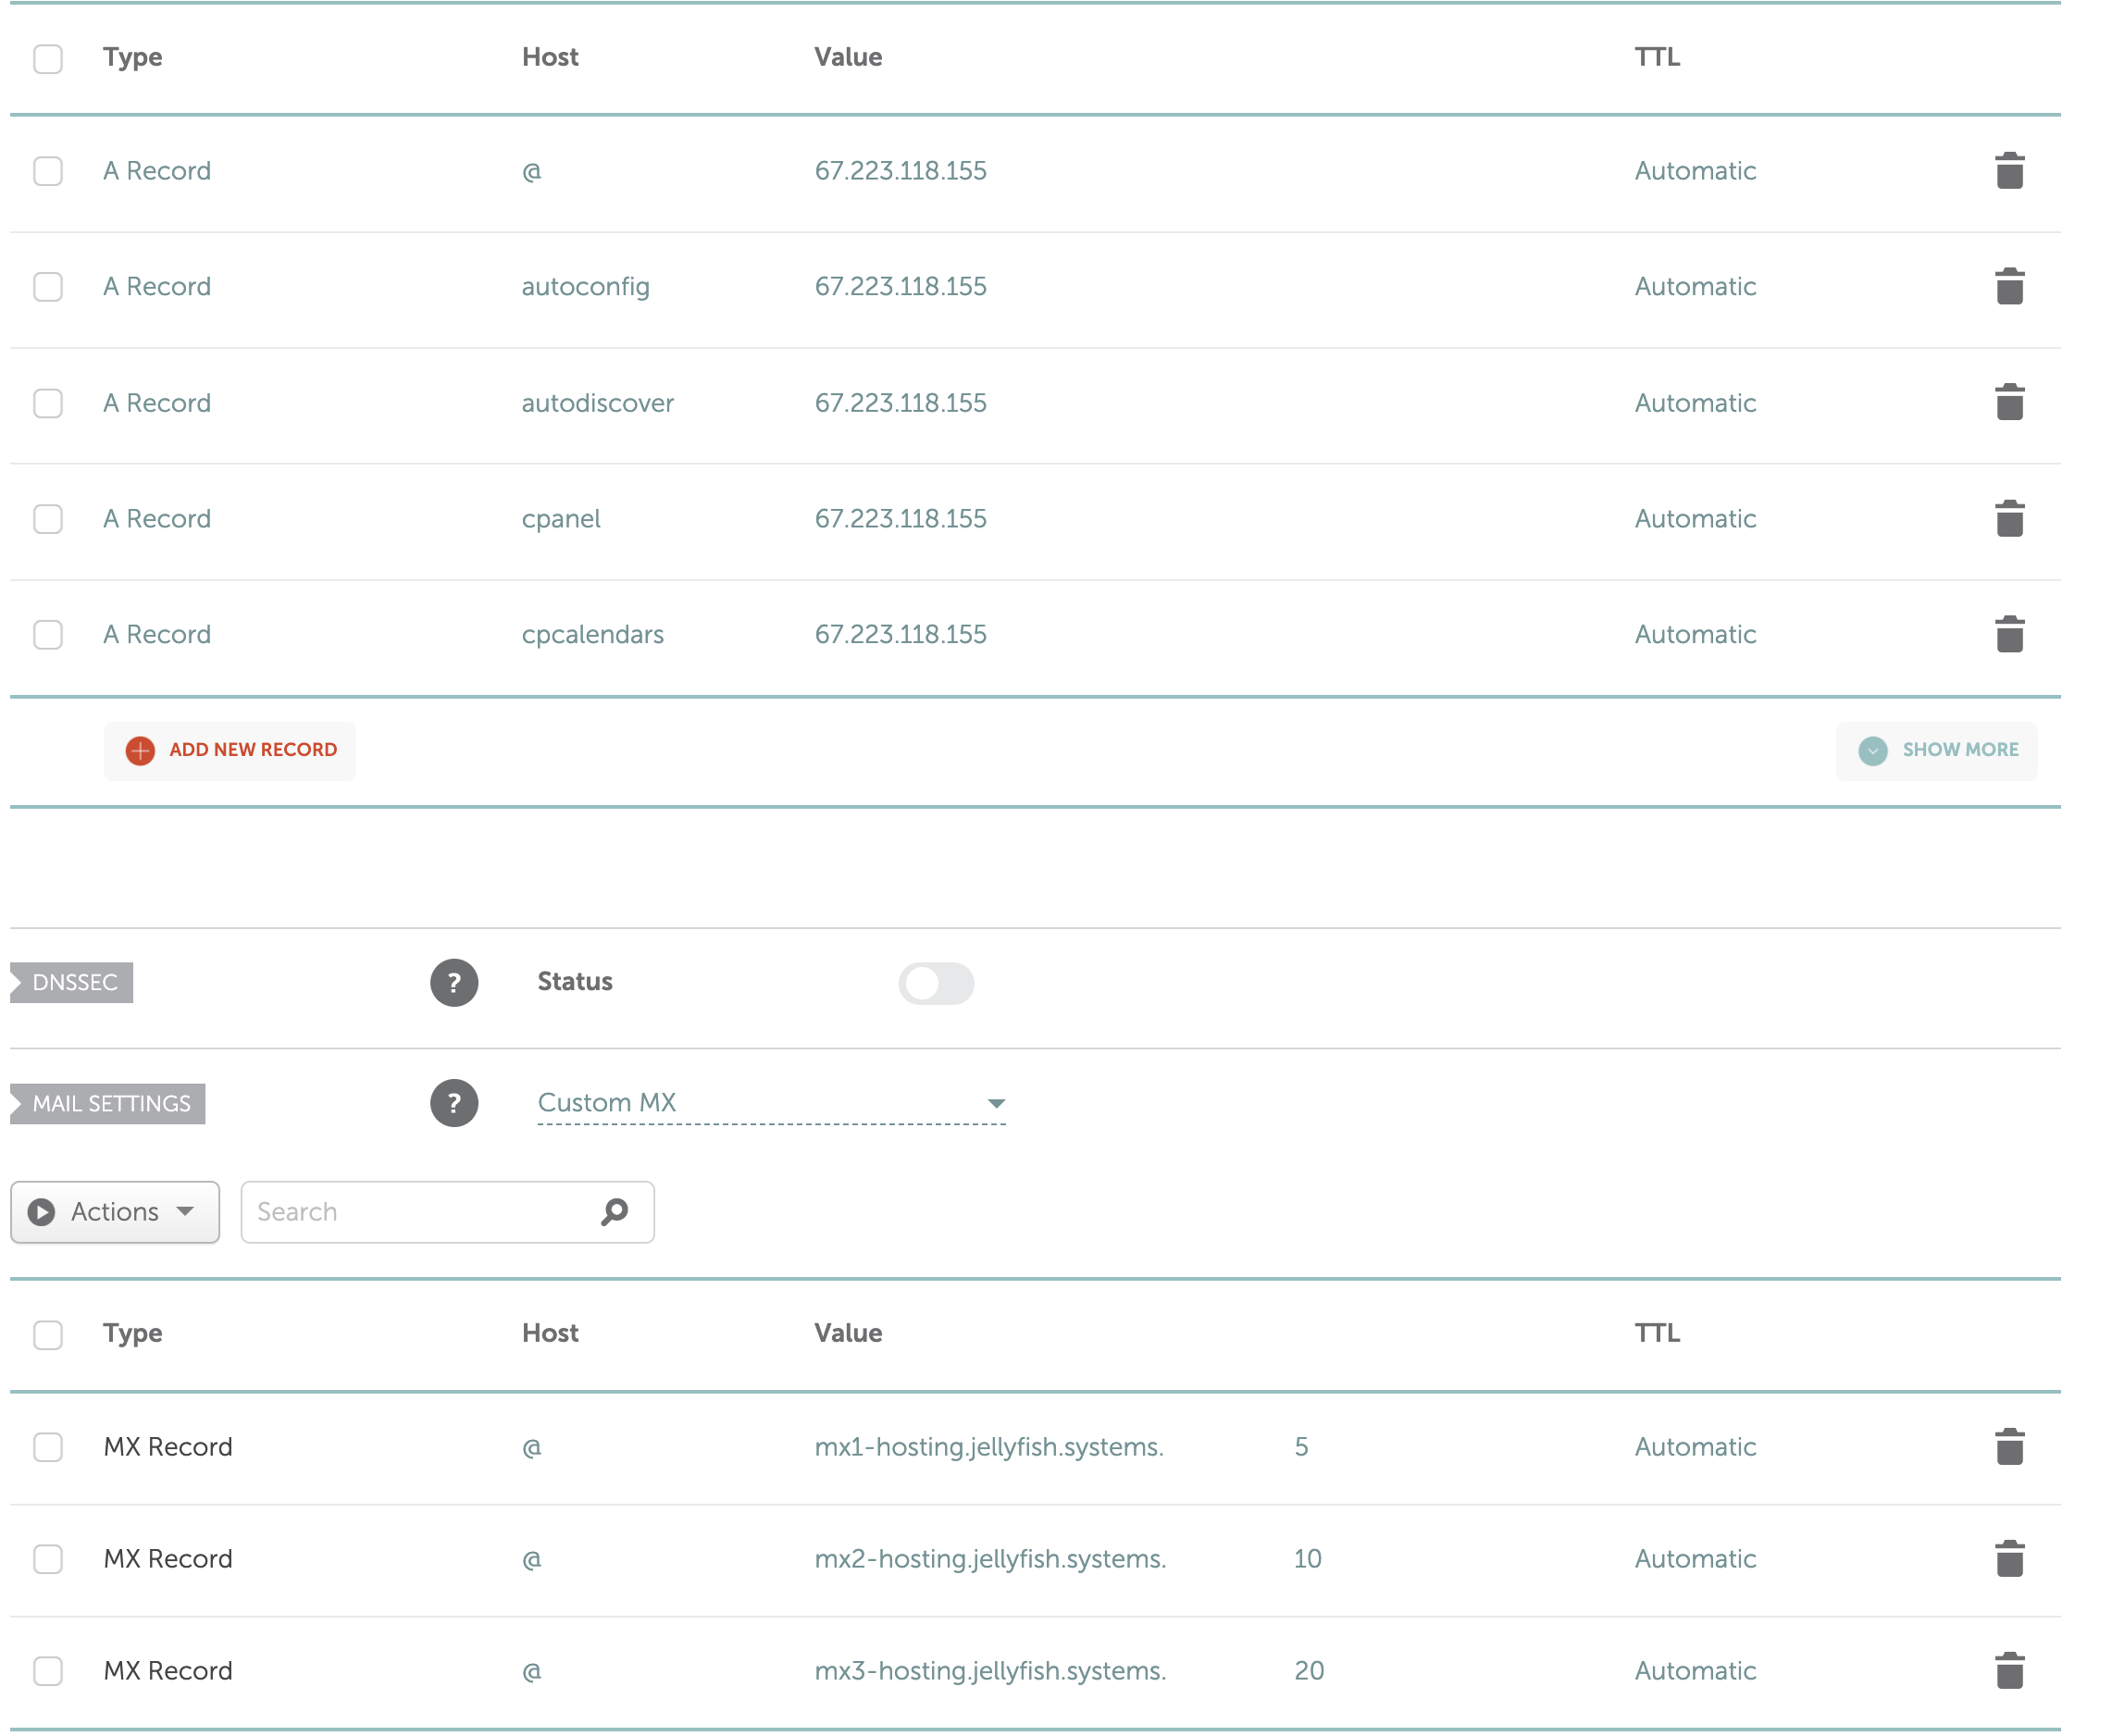 Type Host Value TTL
A Record @ 67.223.118.155 Automatic
A Record autoconfig 67.223.118.155 Automatic
A Record autodiscover 67.223.118.155 Automatic
A Record cpanel 67.223.118.155 Automatic
A Record cpcalendars 67.223.118.155 Automatic
ADD NEW RECORD SHOW MORE
DNSSEC ? Status
MAIL SETTINGS ? Custom MX
Actions Search
Type Host Value TTL
MX Record @ mx1-hosting.jellyfish.systems. 5 Automatic
MX Record @ mx2-hosting.jellyfish.systems. 10 Automatic
MX Record @ mx3-hosting.jellyfish.systems. 20 Automatic